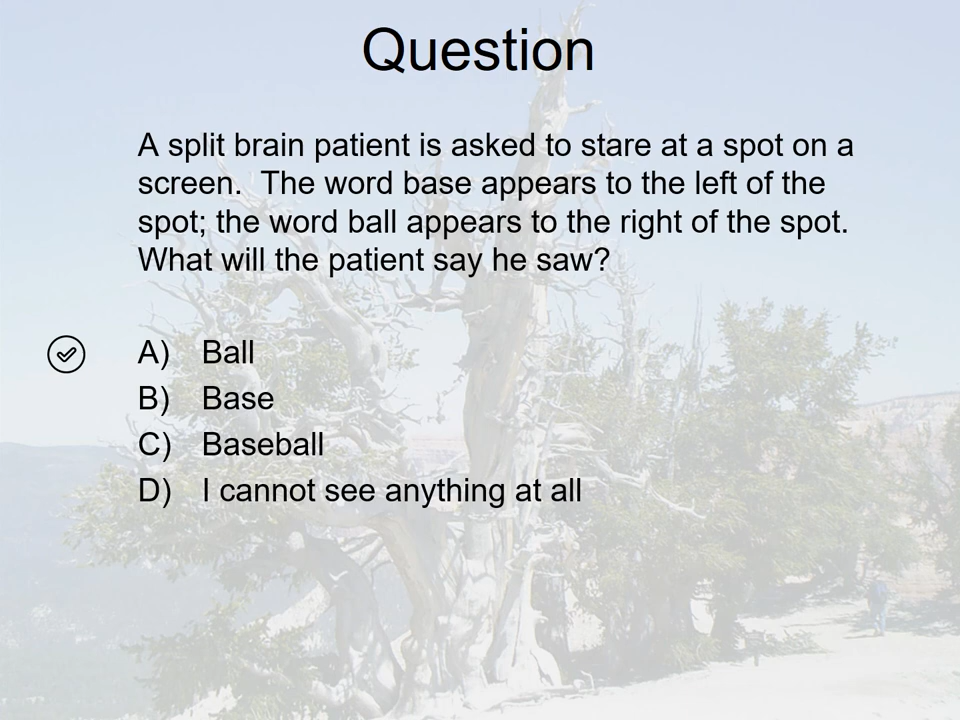 Question
A split brain patient is asked to stare at a spot on a
screen.  The word base appears to the left of the
spot; the word ball appears to the right of the spot.
What will the patient say he saw?
A) Ball
B) Base
C) Baseball
D) I cannot see anything at all